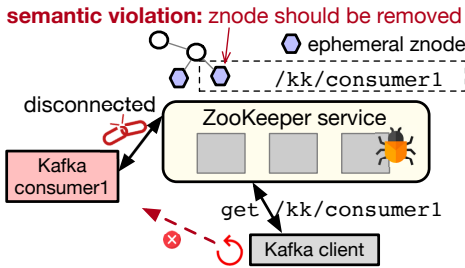 semantic violation: znode should be removed
ephemeral znode
/kk/consumer1
disconnected
ZooKeeper service
Kafka
consumer1
get /kk/consumer1
Kafka client